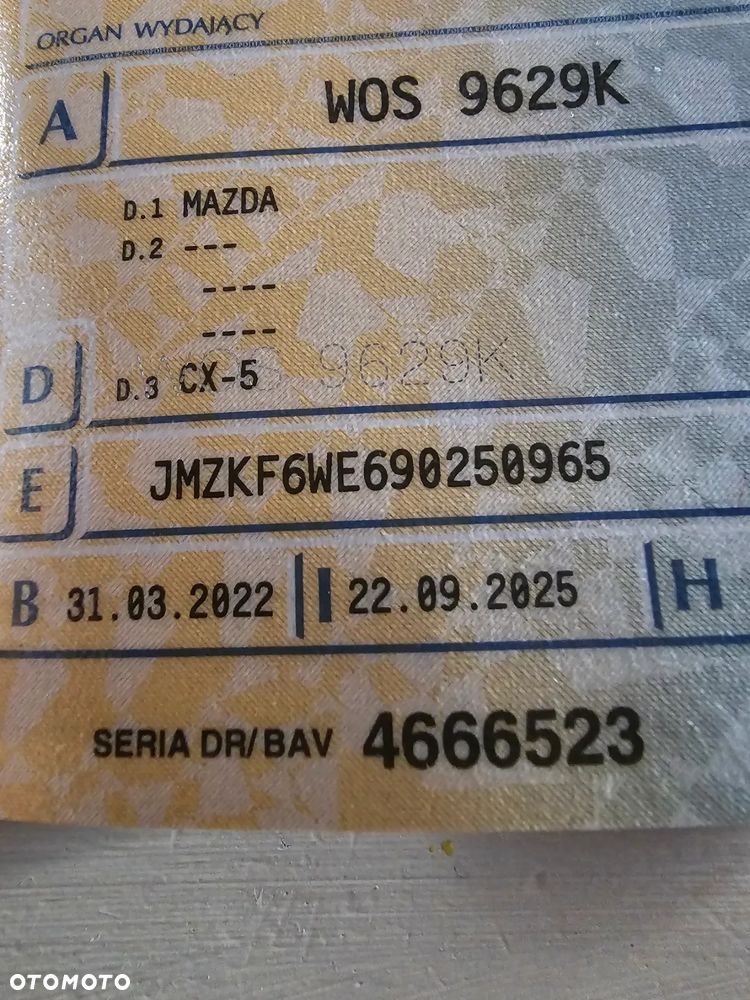 ORGAN WYDAJĄCY
A WOS 9629K
D.1 MAZDA
D.2 ---
----
----
9629K
D D.3 CX-5
E JMZKF6WE690250965
B 31.03.2022 I 22.09.2025 H
SERIA DR/BAV 4666523
OTOMOTO